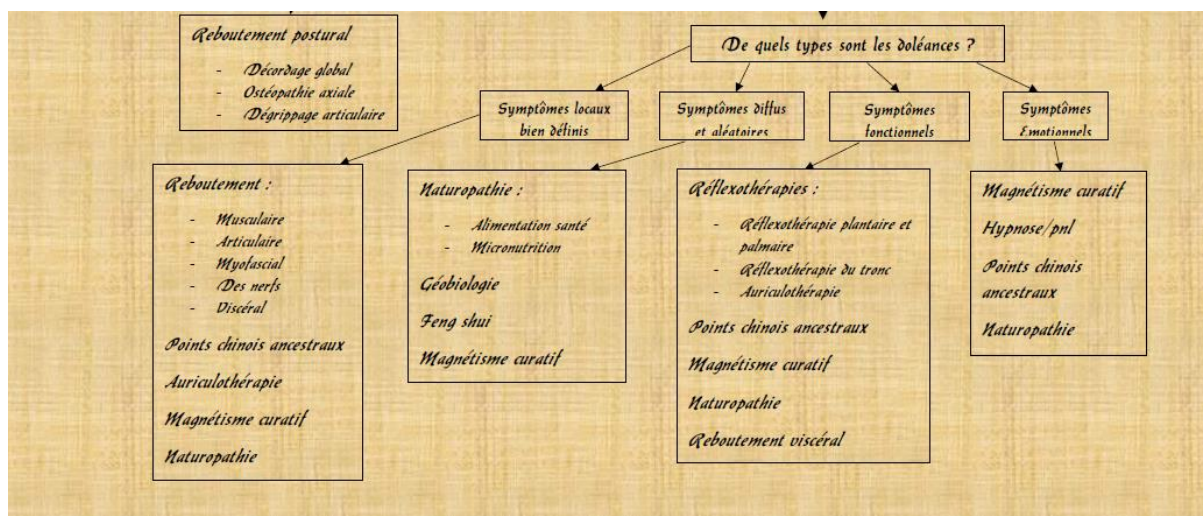 Reboutement postural
- Décordage global
- Ostéopathie axiale
- Dégrippage articulaire
De quels types sont les doléances ?
Symptômes locaux
bien définis
Symptômes diffus
et aléatoires
Symptômes
fonctionnels
Symptômes
Emotionnels
Reboutement :
- Musculaire
- Articulaire
- Myofascial
- Des nerfs
- Viscéral
Points chinois ancestraux
Auriculothérapie
Magnétisme curatif
Naturopathie
Naturopathie :
- Alimentation santé
- Micronutrition
Géobiologie
Feng shui
Magnétisme curatif
Réflexothérapies :
- Réflexothérapie plantaire et
palmaire
- Réflexothérapie du tronc
- Auriculothérapie
Points chinois ancestraux
Magnétisme curatif
Naturopathie
Reboutement viscéral
Magnétisme curatif
Hypnose/pnl
Points chinois
ancestraux
Naturopathie